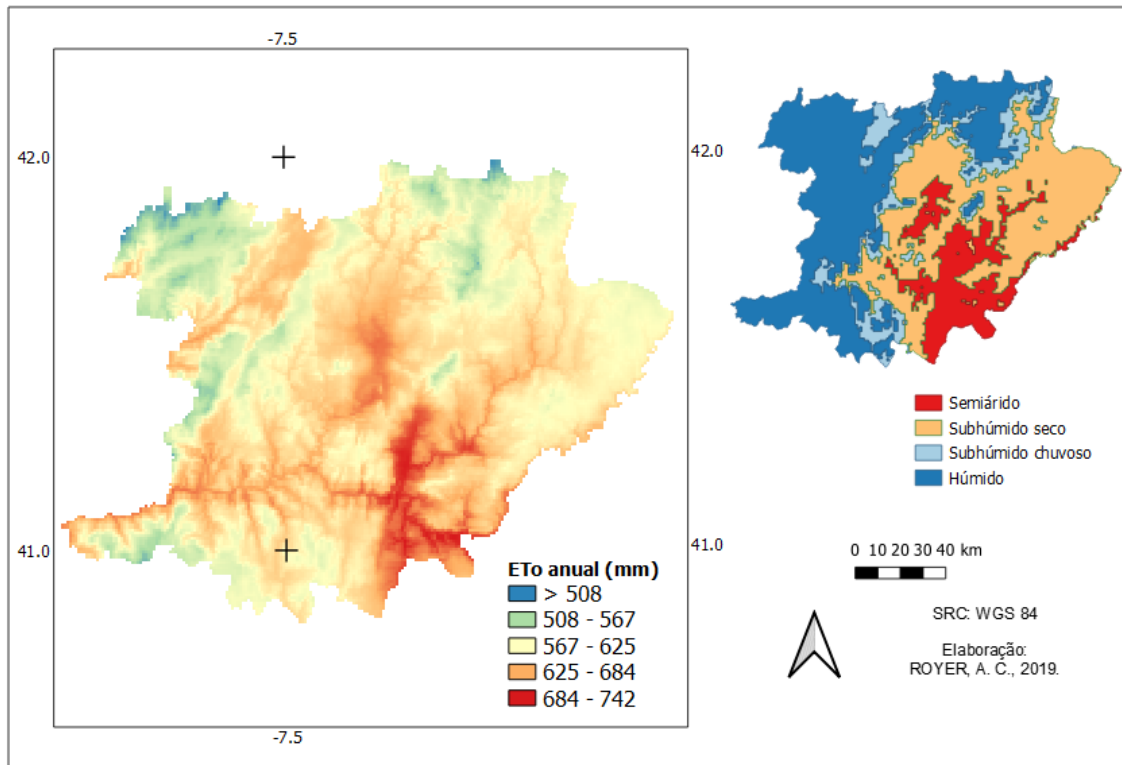 -7.5
42.0
42.0
41.0
41.0
-7.5
ETo anual (mm)
> 508
508 - 567
567 - 625
625 - 684
684 - 742
Semiárido
Subhúmido seco
Subhúmido chuvoso
Húmido
0 10 20 30 40 km
SRC: WGS 84
Elaboração:
ROYER, A. C., 2019.